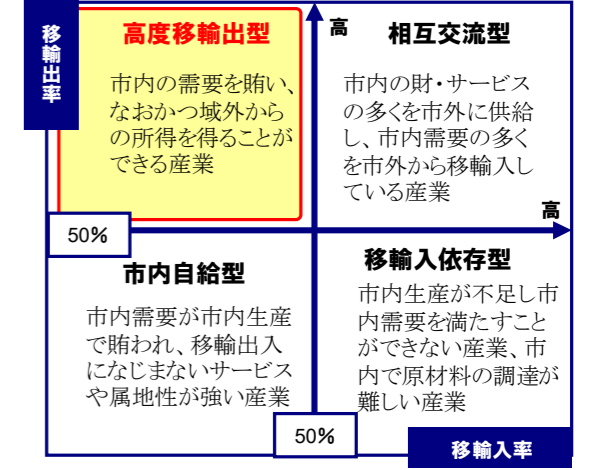 移輸出率
高度移輸出型
市内の需要を賄い、
なおかつ域外から
の所得を得ることが
できる産業
高
相互交流型
市内の財・サービス
の多くを市外に供給
し、市内需要の多く
を市外から移輸入し
ている産業
高
50%
市内自給型
市内需要が市内生産
で賄われ、移輸出入
になじまないサービス
や属地性が強い産業
移輸入依存型
市内生産が不足し市
内需要を満たすこと
ができない産業、市
内で原材料の調達が
難しい産業
50%
移輸入率